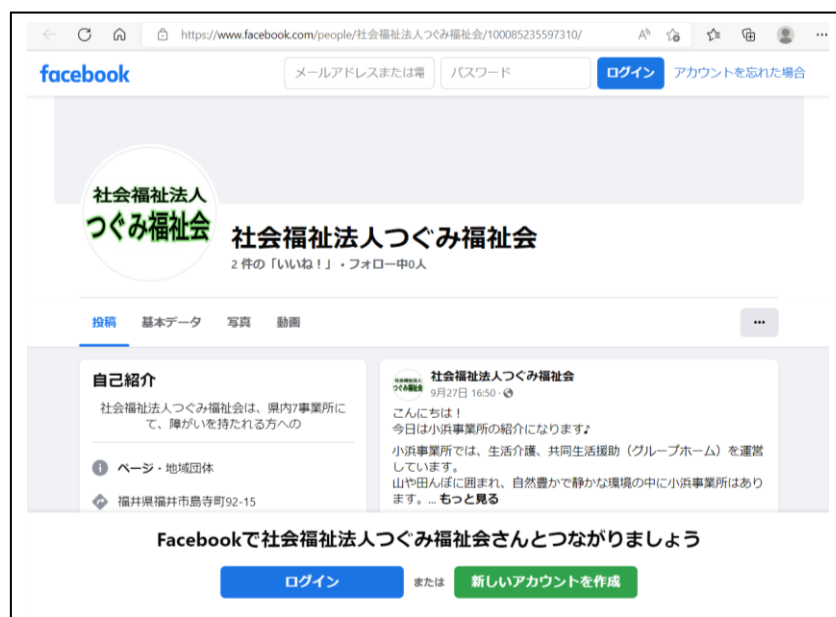 https://www.facebook.com/people/社会福祉法人つぐみ福祉会/100085235597310/
facebook
メールアドレスまたは電
パスワード
ログイン
アカウントを忘れた場合
社会福祉法人
つぐみ福祉会
社会福祉法人つぐみ福祉会
2 件の「いいね！」・フォロー中0人
投稿
基本データ
写真
動画
自己紹介
社会福祉法人つぐみ福祉会は、県内7事業所に
て、障がいを持たれる方への
ページ・地域団体
福井県福井市島寺町92-15
社会福祉法人
つぐみ福祉会
社会福祉法人つぐみ福祉会
9月27日 16:50
こんにちは！
今日は小浜事業所の紹介になります♪
小浜事業所では、生活介護、共同生活援助（グループホーム）を運営
しています。
山や田んぼに囲まれ、自然豊かで静かな環境の中に小浜事業所はあり
ます。... もっと見る
Facebookで社会福祉法人つぐみ福祉会さんとつながりましょう
ログイン
または
新しいアカウントを作成